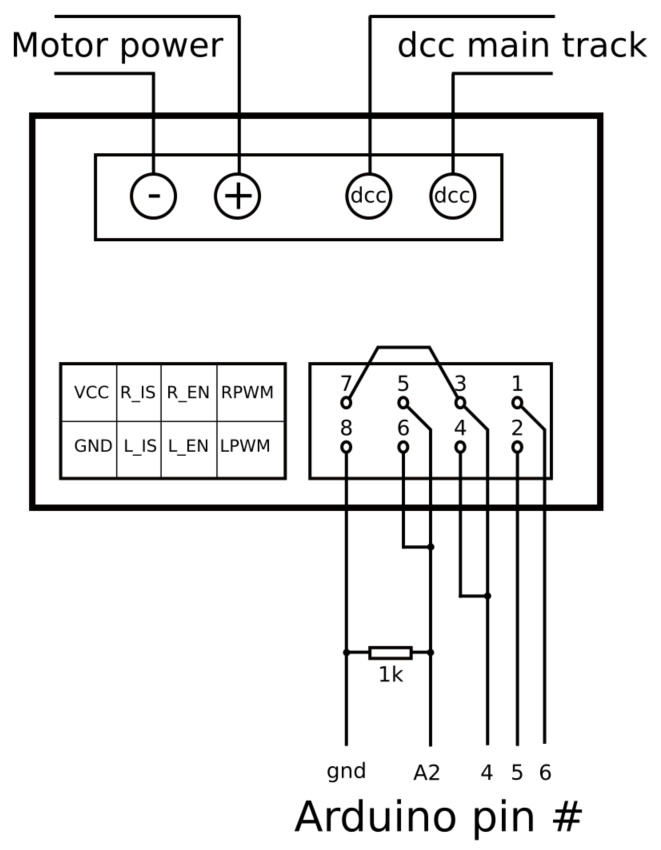 Motor power dcc main track
- + dcc dcc
VCC R_IS R_EN RPWM
GND L_IS L_EN LPWM
7 5 3 1
8 6 4 2
1k
gnd A2 4 5 6
Arduino pin #